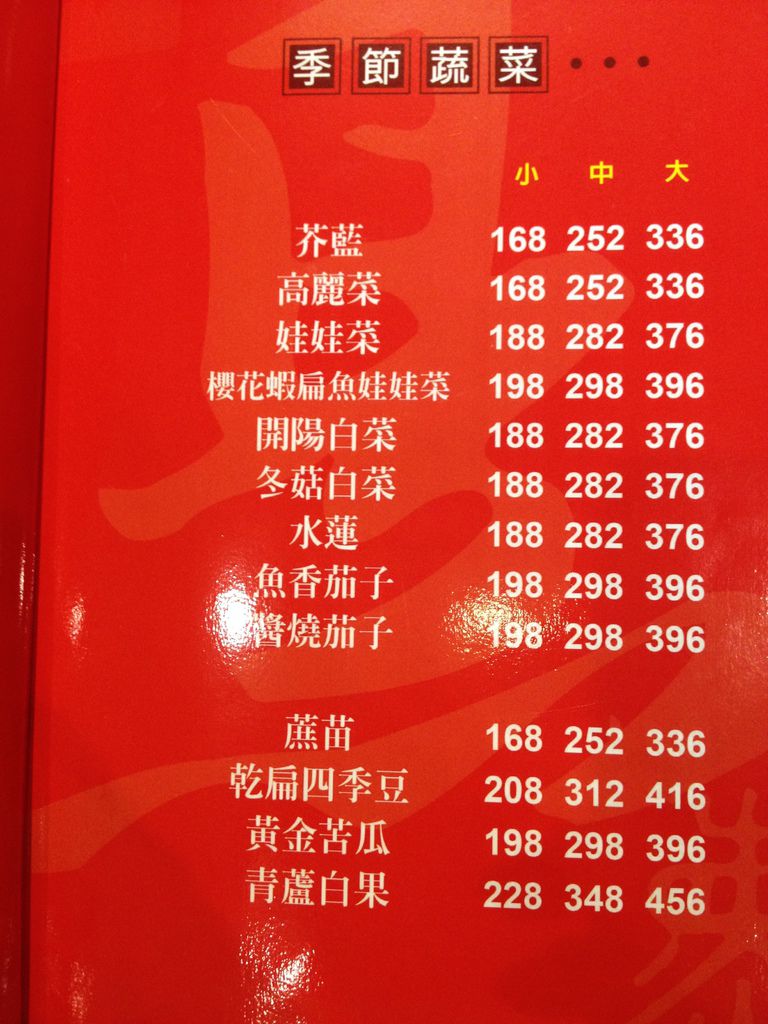 季節蔬菜...
小 中 大
芥藍 168 252 336
高麗菜 168 252 336
娃娃菜 188 282 376
櫻花蝦扁魚娃娃菜 198 298 396
開陽白菜 188 282 376
冬菇白菜 188 282 376
水蓮 188 282 376
魚香茄子 198 298 396
醬燒茄子 198 298 396
蔗苗 168 252 336
乾扁四季豆 208 312 416
黃金苦瓜 198 298 396
青蘆白果 228 348 456